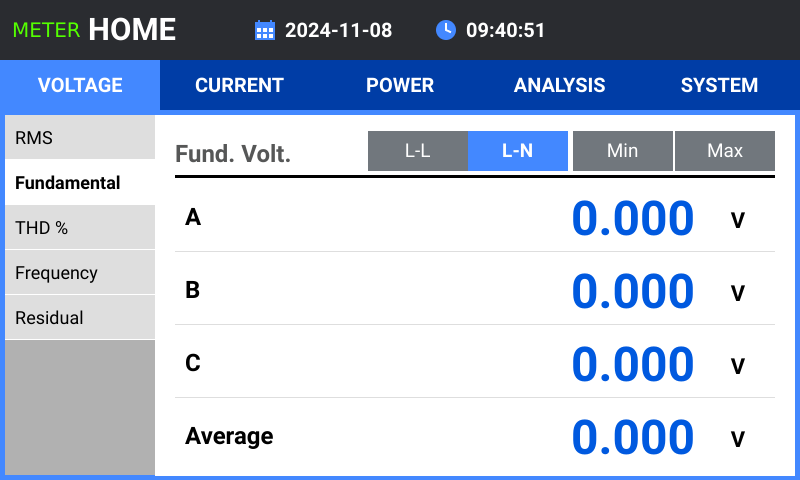 METER HOME 2024-11-08 09:40:51
VOLTAGE CURRENT POWER ANALYSIS SYSTEM
RMS
Fundamental
THD %
Frequency
Residual
Fund. Volt. L-L L-N Min Max
A 0.000 V
B 0.000 V
C 0.000 V
Average 0.000 V